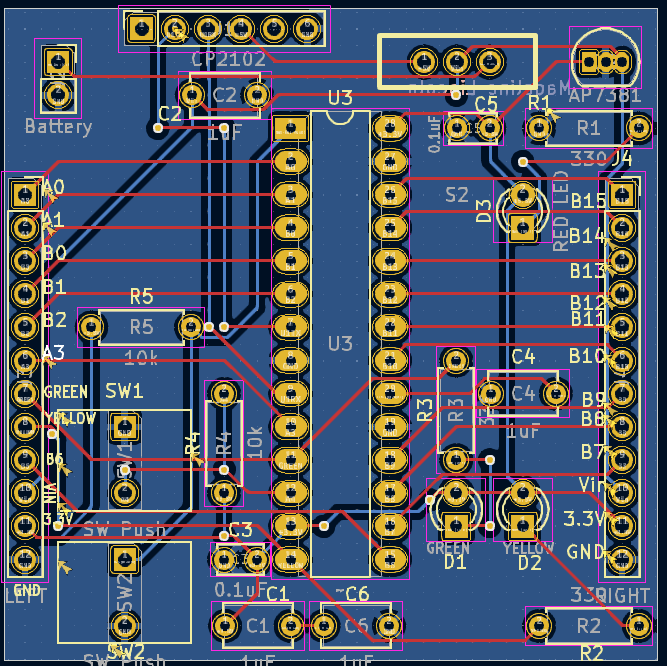 CP2102
Battery
C2
C2
1uF
U3
C5
0.1uF
AP7381
R1
R1
330
J4
S2
D3
RED LED
A0
A1
B0
B1
B2
A3
GREEN
YELLOW
B6
VIN
3.3V
GND
LEFT
B15
B14
B13
B12
B11
B10
B9
B8
B7
Vin
3.3V
GND
RIGHT
R5
R5
10k
U3
SW1
SW1
SW Push
R4
R4
10k
R3
R3
C4
C4
1uF
GREEN
D1
YELLOW
D2
C3
0.1uF
SW2
SW2
SW Push
C1
C1
1uF
C6
C6
1uF
330
R2
R2